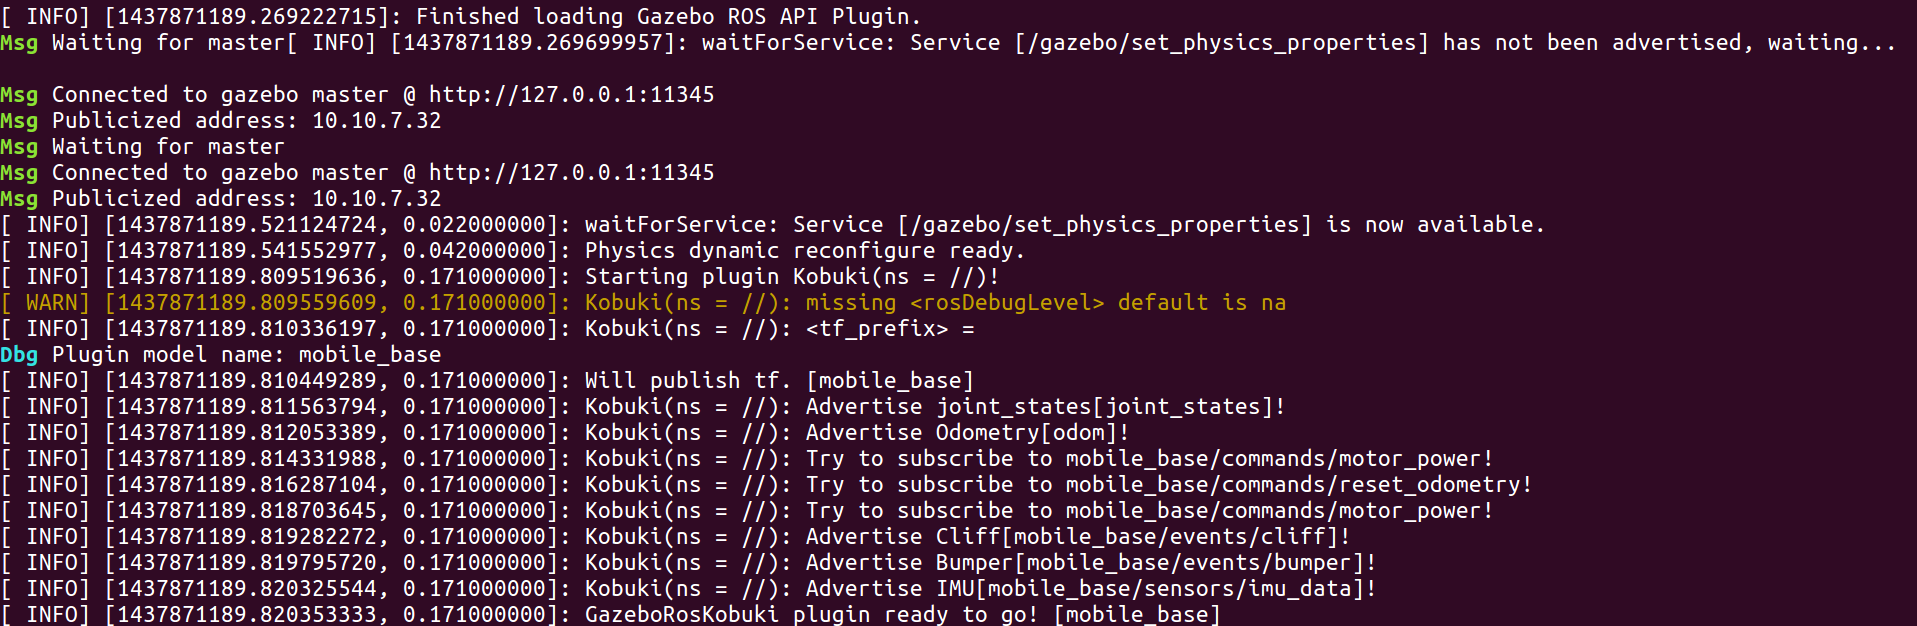 [ INFO] [1437871189.269222715]: Finished loading Gazebo ROS API Plugin.
Msg Waiting for master[ INFO] [1437871189.269699957]: waitForService: Service [/gazebo/set_physics_properties] has not been advertised, waiting...
Msg Connected to gazebo master @ http://127.0.0.1:11345
Msg Publicized address: 10.10.7.32
Msg Waiting for master
Msg Connected to gazebo master @ http://127.0.0.1:11345
Msg Publicized address: 10.10.7.32
[ INFO] [1437871189.521124724, 0.022000000]: waitForService: Service [/gazebo/set_physics_properties] is now available.
[ INFO] [1437871189.541552977, 0.042000000]: Physics dynamic reconfigure ready.
[ INFO] [1437871189.809519636, 0.171000000]: Starting plugin Kobuki(ns = //)!
[ WARN] [1437871189.809559609, 0.171000000]: Kobuki(ns = //): missing <rosDebugLevel> default is na
[ INFO] [1437871189.810336197, 0.171000000]: Kobuki(ns = //): <tf_prefix> =
Dbg Plugin model name: mobile_base
[ INFO] [1437871189.810449289, 0.171000000]: Will publish tf. [mobile_base]
[ INFO] [1437871189.811563794, 0.171000000]: Kobuki(ns = //): Advertise joint_states[joint_states]!
[ INFO] [1437871189.812053389, 0.171000000]: Kobuki(ns = //): Advertise Odometry[odom]!
[ INFO] [1437871189.814331988, 0.171000000]: Kobuki(ns = //): Try to subscribe to mobile_base/commands/motor_power!
[ INFO] [1437871189.816287104, 0.171000000]: Kobuki(ns = //): Try to subscribe to mobile_base/commands/reset_odometry!
[ INFO] [1437871189.818703645, 0.171000000]: Kobuki(ns = //): Try to subscribe to mobile_base/commands/motor_power!
[ INFO] [1437871189.819282272, 0.171000000]: Kobuki(ns = //): Advertise Cliff[mobile_base/events/cliff]!
[ INFO] [1437871189.819795720, 0.171000000]: Kobuki(ns = //): Advertise Bumper[mobile_base/events/bumper]!
[ INFO] [1437871189.820325544, 0.171000000]: Kobuki(ns = //): Advertise IMU[mobile_base/sensors/imu_data]!
[ INFO] [1437871189.820353333, 0.171000000]: GazeboRosKobuki plugin ready to go! [mobile_base]